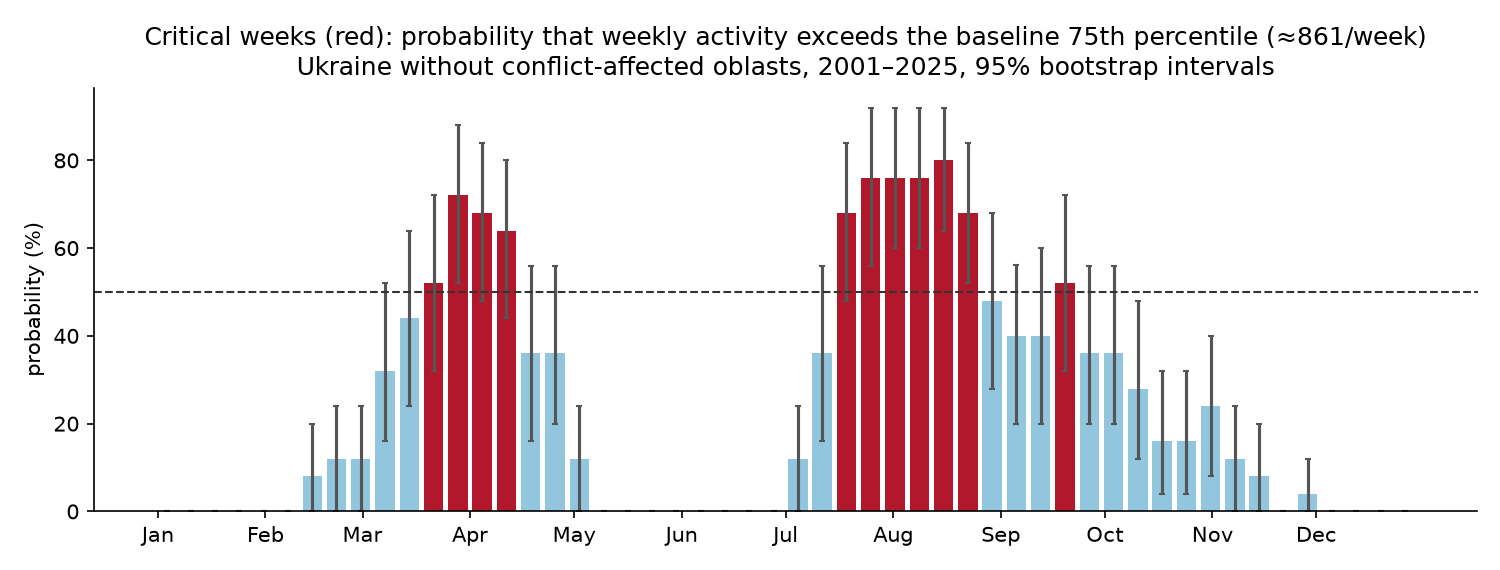 Critical weeks (red): probability that weekly activity exceeds the baseline 75th percentile (≈861/week)
Ukraine without conflict-affected oblasts, 2001–2025, 95% bootstrap intervals
probability (%)
80
60
40
20
0
Jan Feb Mar Apr May Jun Jul Aug Sep Oct Nov Dec